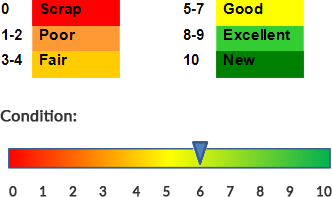 0 Scrap 5-7 Good
1-2 Poor 8-9 Excellent
3-4 Fair 10 New
Condition:
0 1 2 3 4 5 6 7 8 9 10